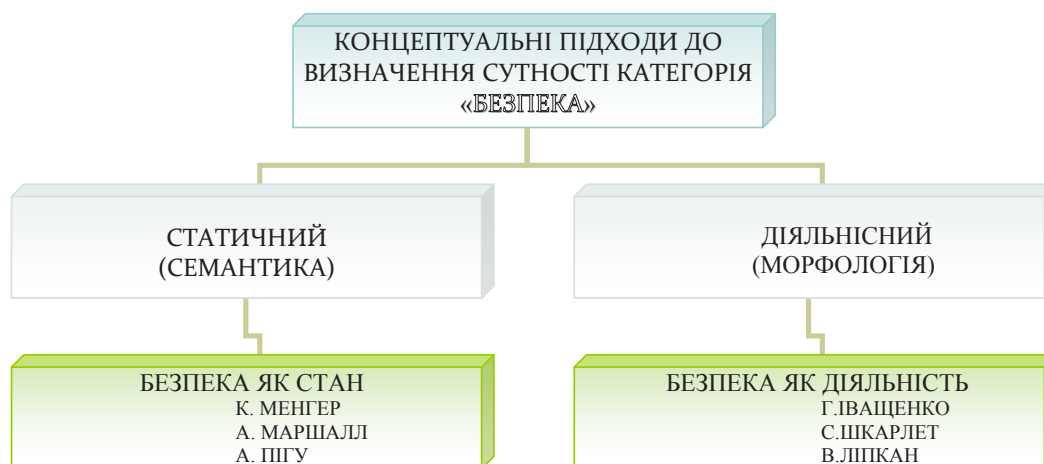 КОНЦЕПТУАЛЬНІ ПІДХОДИ ДО
ВИЗНАЧЕННЯ СУТНОСТІ КАТЕГОРІЯ
«БЕЗПЕКА»
СТАТИЧНИЙ
(СЕМАНТИКА)
ДІЯЛЬНІСНИЙ
(МОРФОЛОГІЯ)
БЕЗПЕКА ЯК СТАН
К. МЕНГЕР
А. МАРШАЛЛ
А. ПІГУ
БЕЗПЕКА ЯК ДІЯЛЬНІСТЬ
Г.ІВАЩЕНКО
С.ШКАРЛЕТ
В.ЛІПКАН